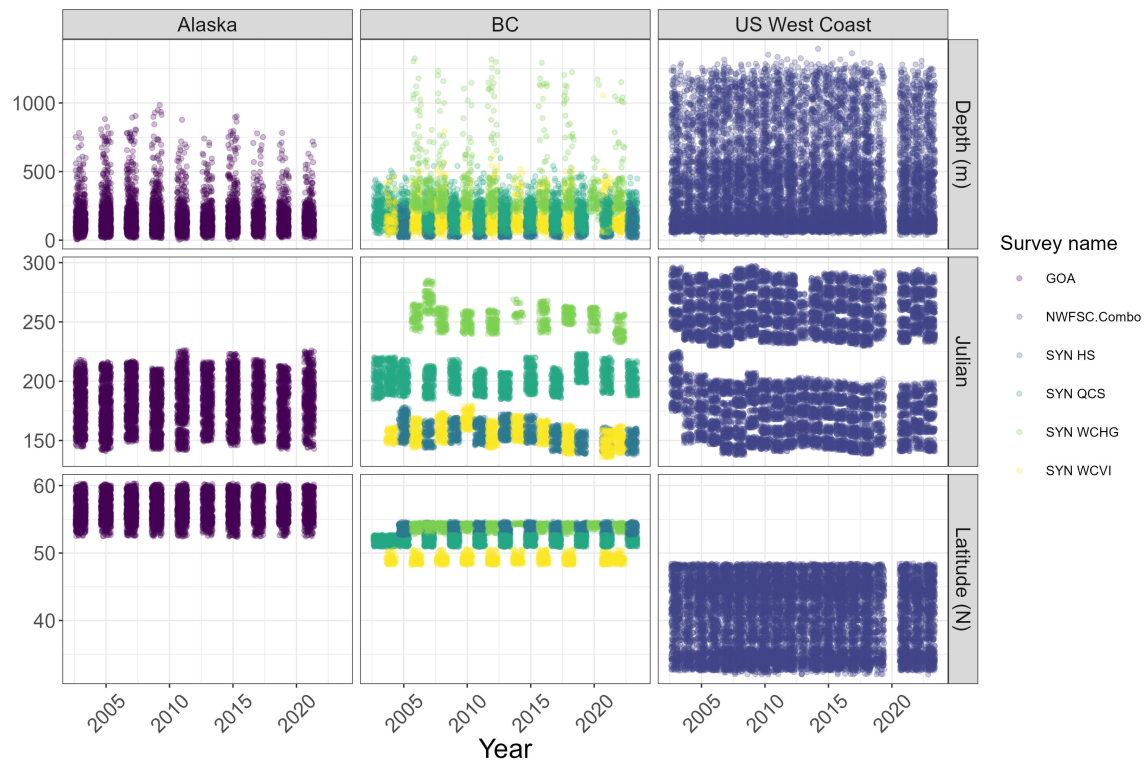 Alaska
BC
US West Coast
1000
500
0
Depth (m)
300
250
200
150
Julian
60
50
40
Latitude (N)
2005
2010
2015
2020
2005
2010
2015
2020
2005
2010
2015
2020
Year
Survey name
GOA
NWFSC.Combo
SYN HS
SYN QCS
SYN WCHG
SYN WCVI